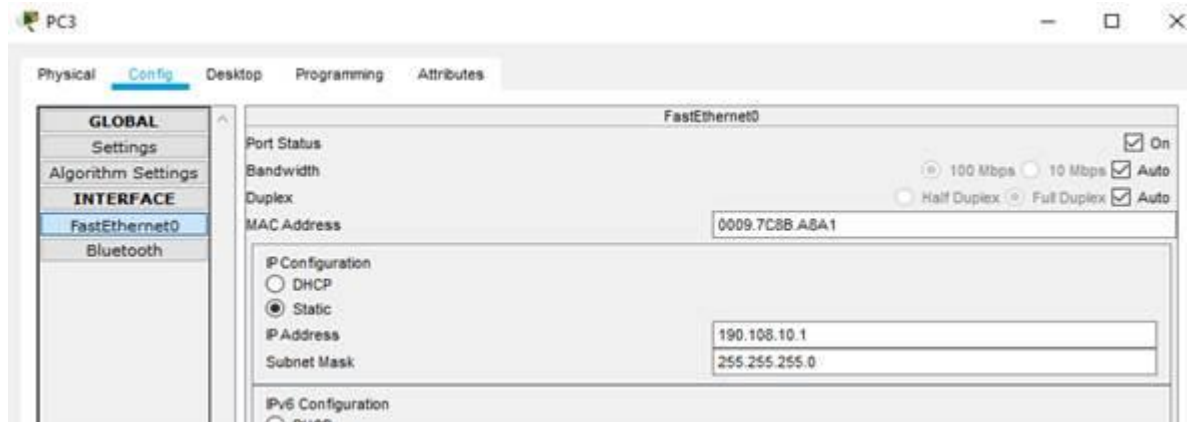 PC3
Physical Config Desktop Programming Attributes
GLOBAL
Settings
Algorithm Settings
INTERFACE
FastEthernet0
Bluetooth
FastEthernet0
Port Status On
Bandwidth 100 Mbps 10 Mbps Auto
Duplex Half Duplex Full Duplex Auto
MAC Address 0009.7C8B.A8A1
IP Configuration
DHCP
Static
IP Address 190.108.10.1
Subnet Mask 255.255.255.0
IPv6 Configuration